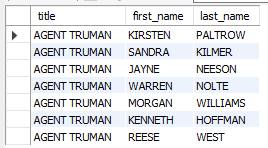 title first_name last_name
AGENT TRUMAN KIRSTEN PALTROW
AGENT TRUMAN SANDRA KILMER
AGENT TRUMAN JAYNE NEESON
AGENT TRUMAN WARREN NOLTE
AGENT TRUMAN MORGAN WILLIAMS
AGENT TRUMAN KENNETH HOFFMAN
AGENT TRUMAN REESE WEST